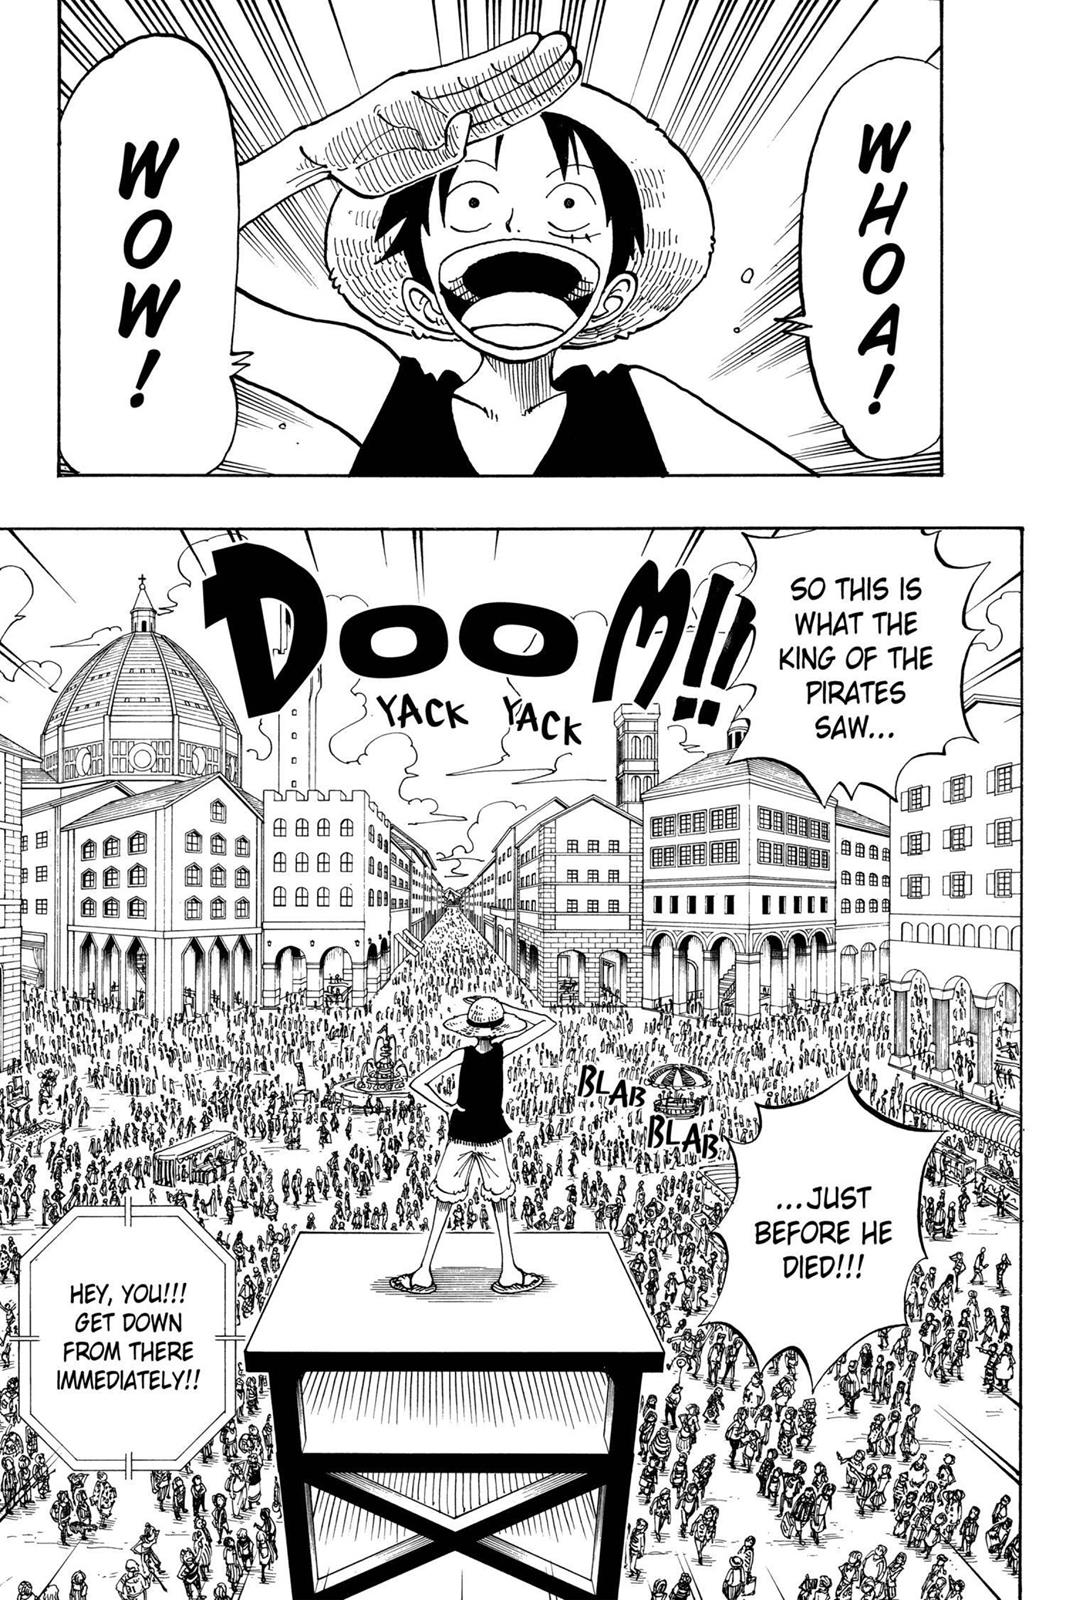 WHOA!
WOW!
DOOM!!
YACK YACK
SO THIS IS
WHAT THE
KING OF THE
PIRATES
SAW...
BLAB
BLAB
...JUST
BEFORE HE
DIED!!!
HEY, YOU!!!
GET DOWN
FROM THERE
IMMEDIATELY!!